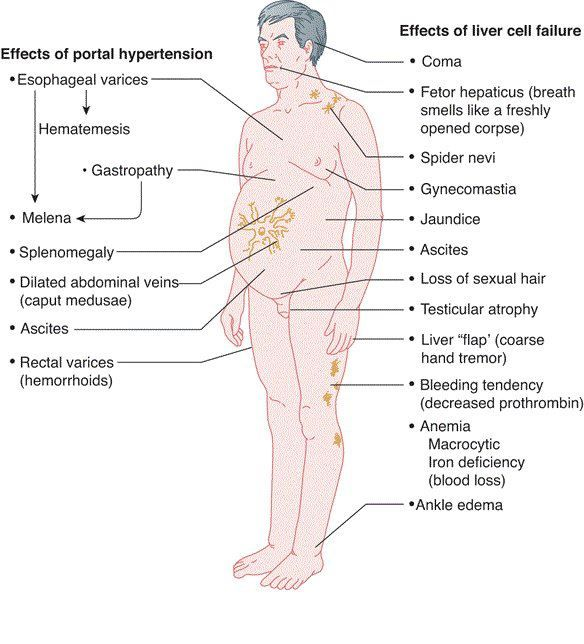 Effects of portal hypertension
• Esophageal varices
Hematemesis
• Gastropathy
• Melena
• Splenomegaly
• Dilated abdominal veins
(caput medusae)
• Ascites
• Rectal varices
(hemorrhoids)
Effects of liver cell failure
• Coma
• Fetor hepaticus (breath
smells like a freshly
opened corpse)
• Spider nevi
• Gynecomastia
• Jaundice
• Ascites
• Loss of sexual hair
• Testicular atrophy
• Liver “flap’ (coarse
hand tremor)
• Bleeding tendency
(decreased prothrombin)
• Anemia
Macrocytic
Iron deficiency
(blood loss)
• Ankle edema